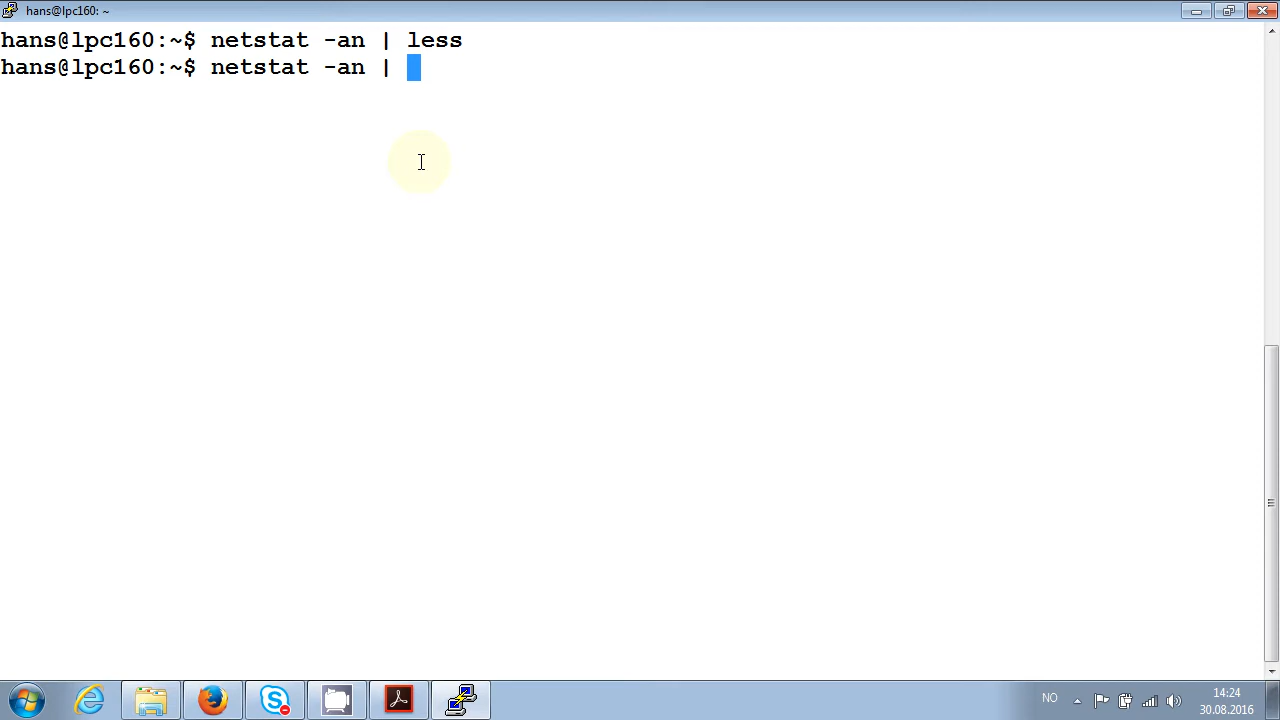 hans@lpc160: ~
hans@lpc160:~$ netstat -an | less
hans@lpc160:~$ netstat -an |
NO
14:24
30.08.2016